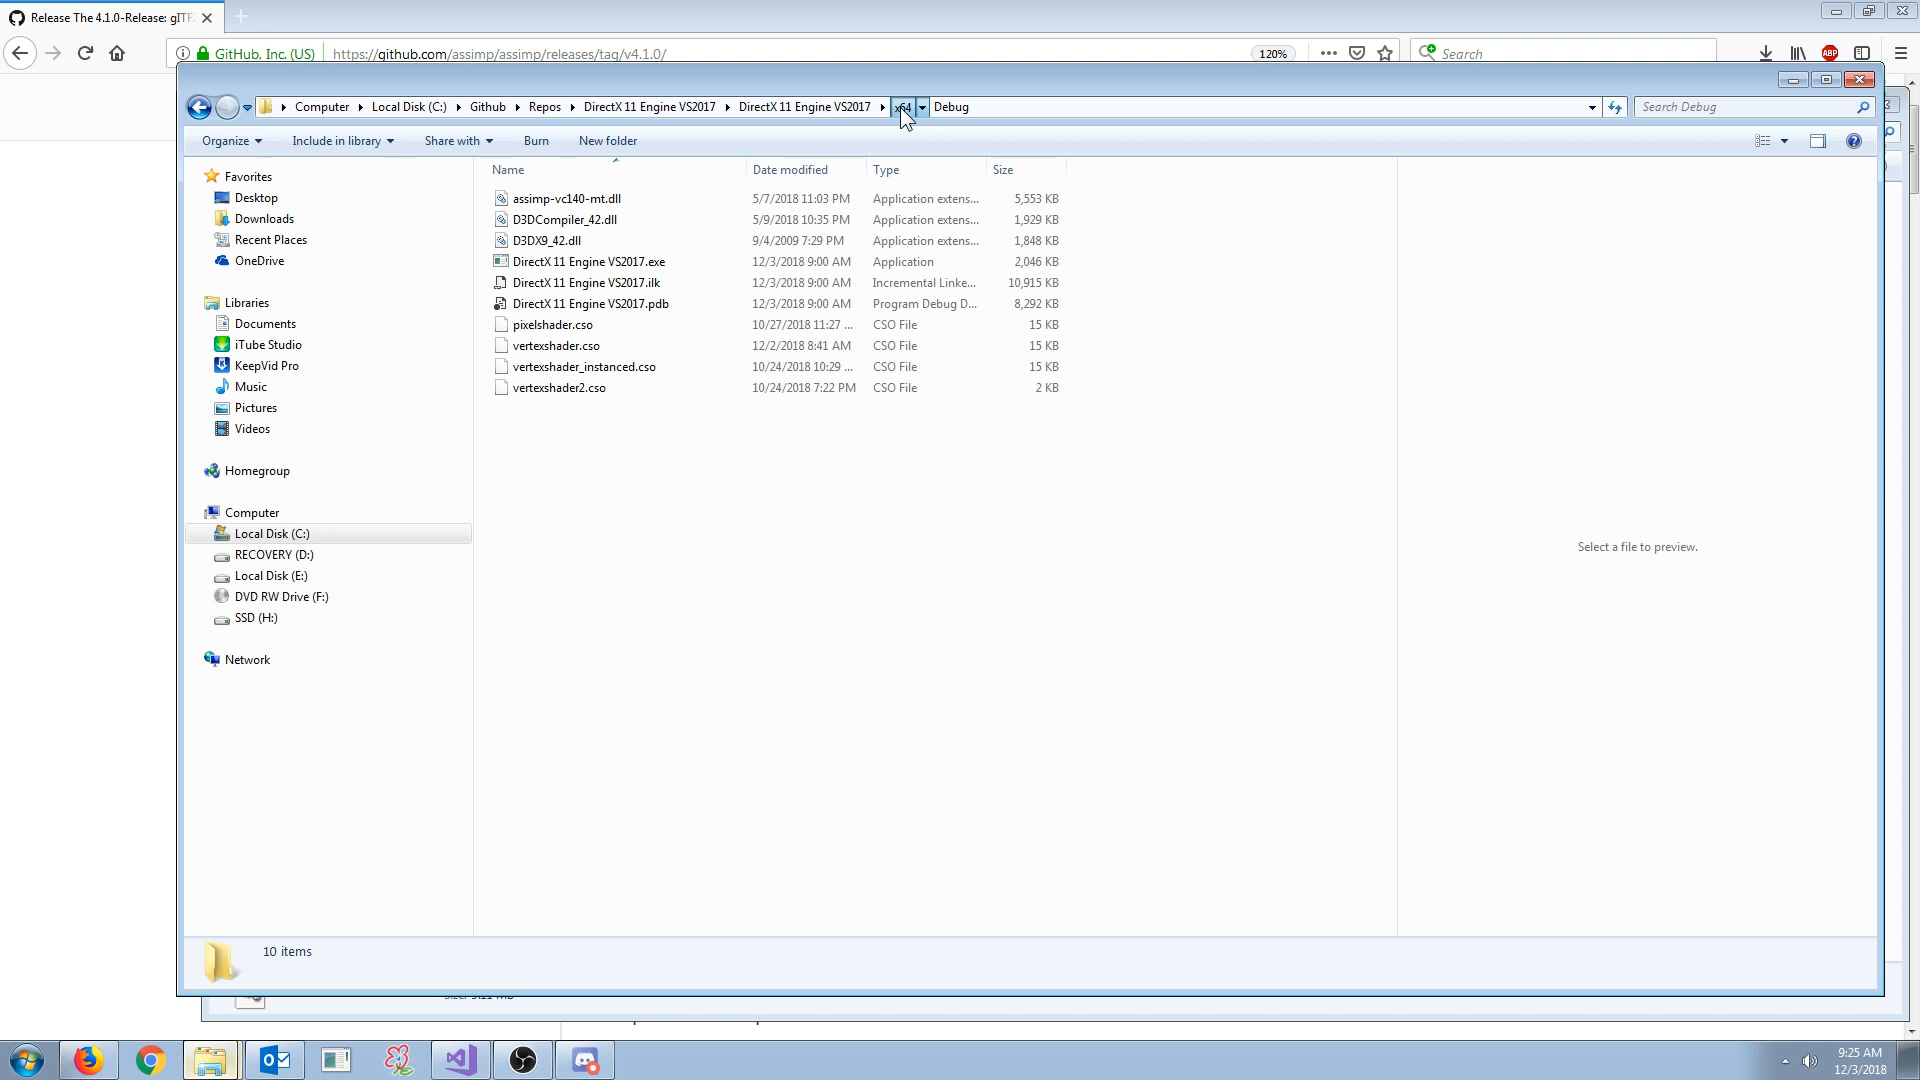 Release The 4.1.0-Release: glTF
GitHub, Inc. (US)
https://github.com/assimp/assimp/releases/tag/v4.1.0/
120%
Search
ABP
Computer
Local Disk (C:)
Github
Repos
DirectX 11 Engine VS2017
DirectX 11 Engine VS2017
x64
Debug
Search Debug
Organize
Include in library
Share with
Burn
New folder
Name
Date modified
Type
Size
Favorites
Desktop
Downloads
Recent Places
OneDrive
Libraries
Documents
iTube Studio
KeepVid Pro
Music
Pictures
Videos
Homegroup
Computer
Local Disk (C:)
RECOVERY (D:)
Local Disk (E:)
DVD RW Drive (F:)
SSD (H:)
Network
assimp-vc140-mt.dll 5/7/2018 11:03 PM Application extens... 5,553 KB
D3DCompiler_42.dll 5/9/2018 10:35 PM Application extens... 1,929 KB
D3DX9_42.dll 9/4/2009 7:29 PM Application extens... 1,848 KB
DirectX 11 Engine VS2017.exe 12/3/2018 9:00 AM Application 2,046 KB
DirectX 11 Engine VS2017.ilk 12/3/2018 9:00 AM Incremental Linke... 10,915 KB
DirectX 11 Engine VS2017.pdb 12/3/2018 9:00 AM Program Debug D... 8,292 KB
pixelshader.cso 10/27/2018 11:27 ... CSO File 15 KB
vertexshader.cso 12/2/2018 8:41 AM CSO File 15 KB
vertexshader_instanced.cso 10/24/2018 10:29 ... CSO File 15 KB
vertexshader2.cso 10/24/2018 7:22 PM CSO File 2 KB
Select a file to preview.
10 items
9:25 AM
12/3/2018